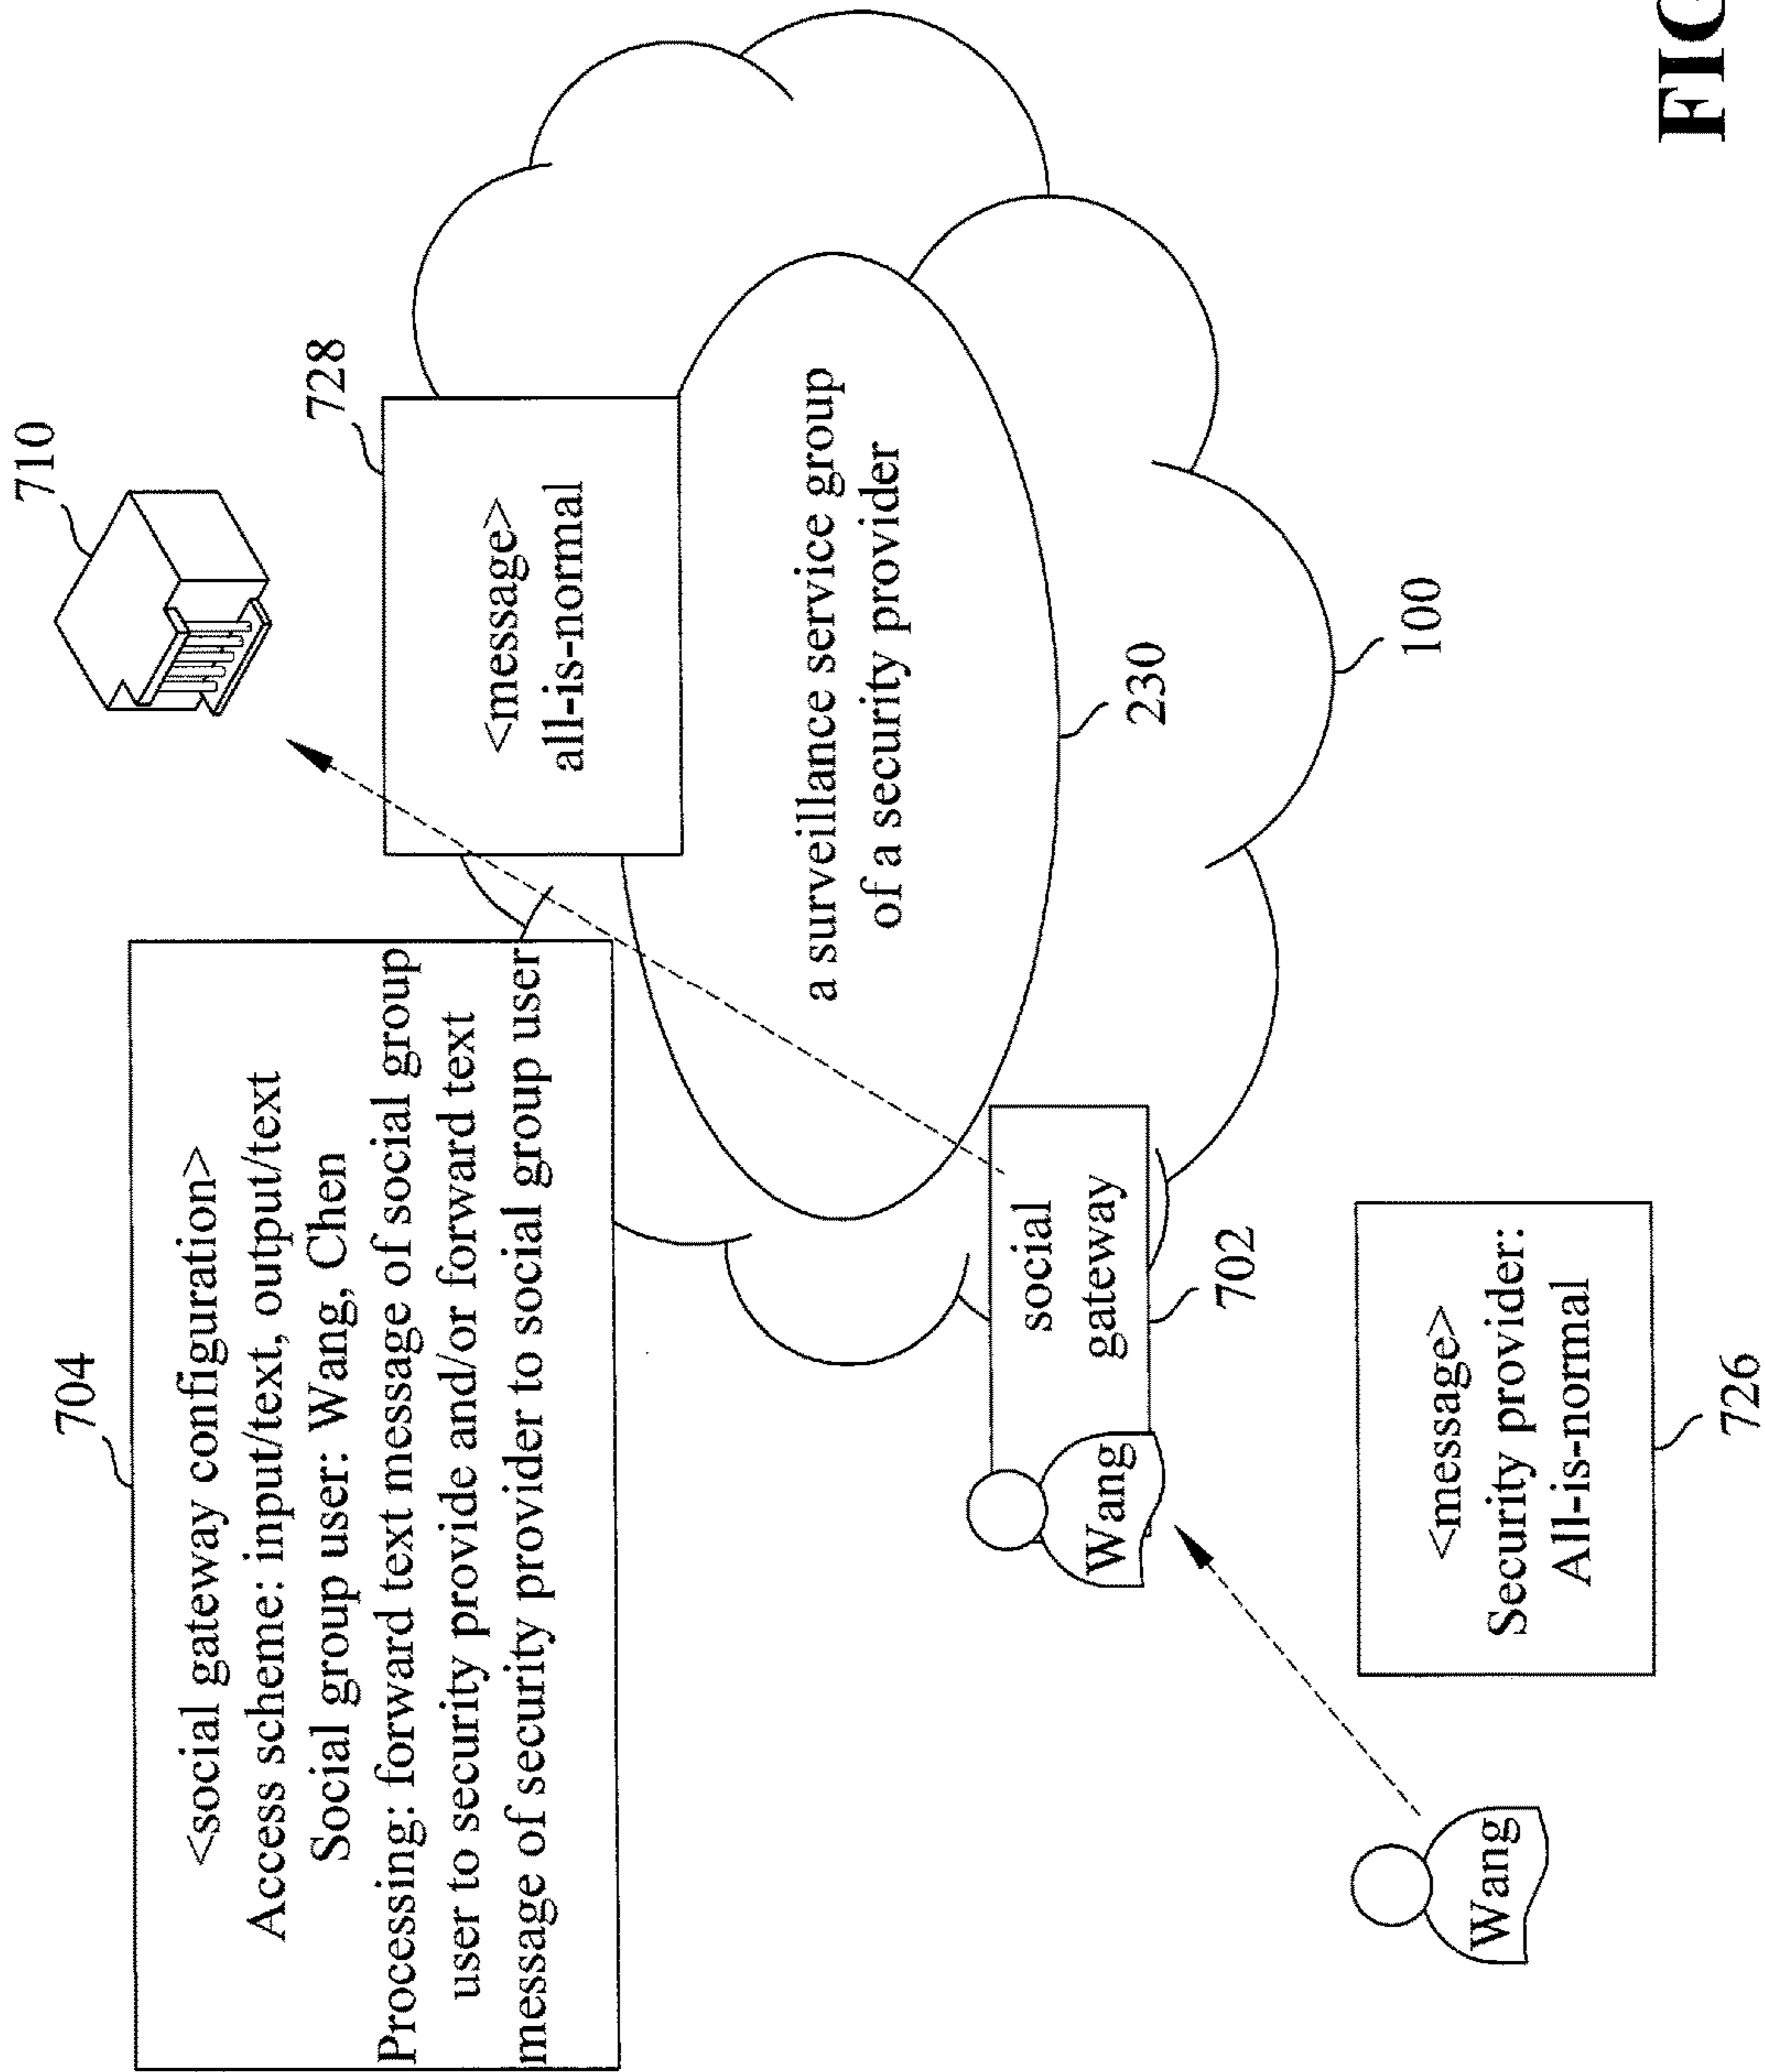 704
<social gateway configuration>
Access scheme: input/text, output/text
Social group user: Wang, Chen
Processing: forward text message of social group
user to security provide and/or forward text
message of security provider to social group user
710
728
<message>
all-is-normal
a surveillance service group
of a security provider
230
100
social
gateway
702
Wang
<message>
Security provider:
All-is-normal
726
Wang
FIG